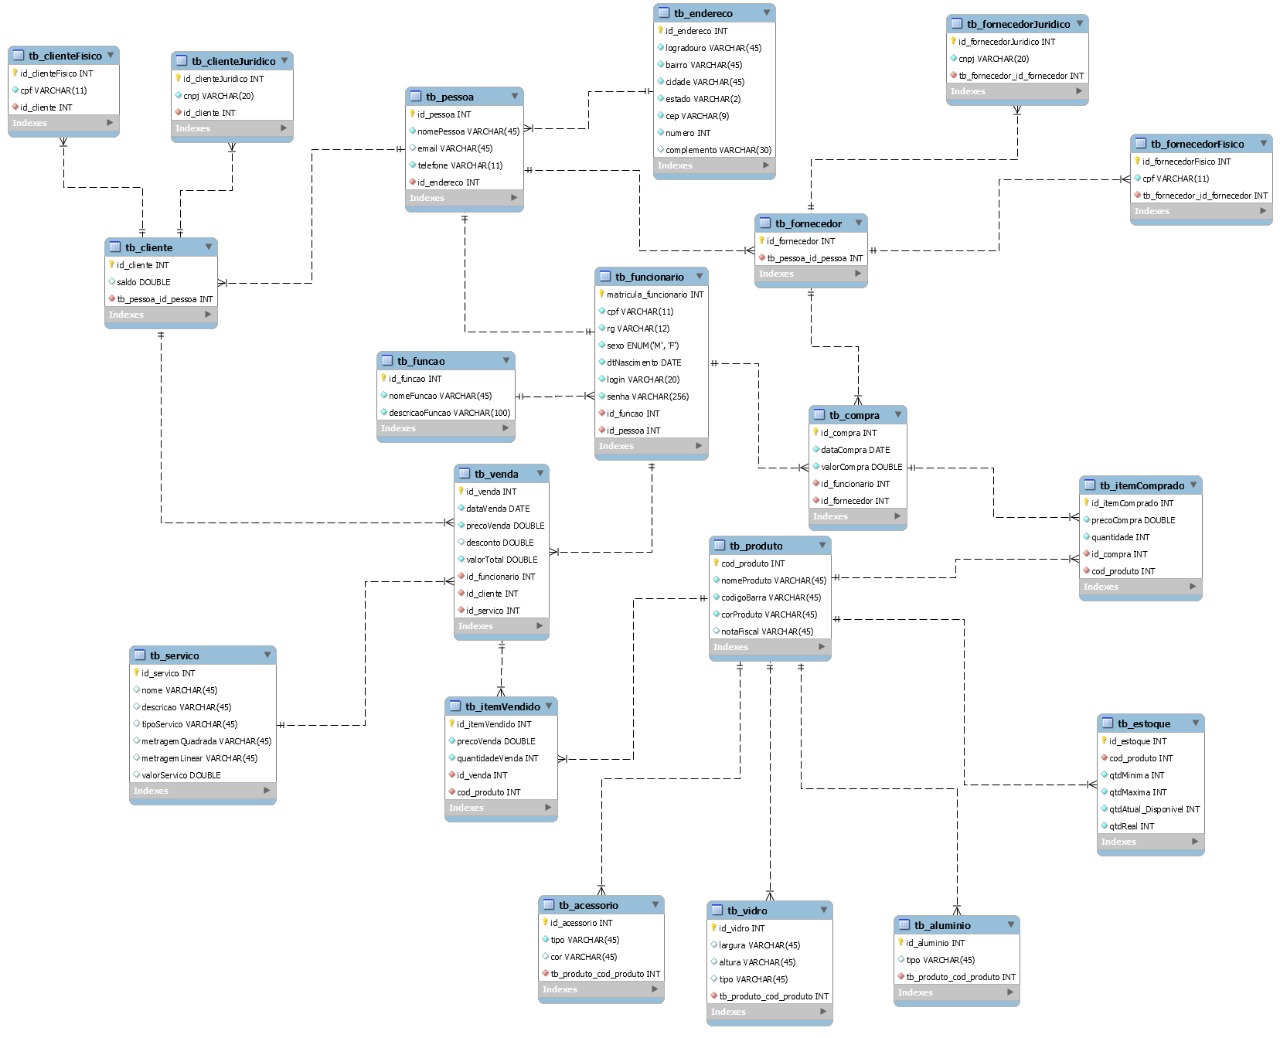 tb_clienteFisico
id_clienteFisico INT
cpf VARCHAR(11)
id_cliente INT
Indexes
tb_clienteJuridico
id_clienteJuridico INT
cnpj VARCHAR(20)
id_cliente INT
Indexes
tb_pessoa
id_pessoa INT
nomePessoa VARCHAR(45)
email VARCHAR(45)
telefone VARCHAR(11)
id_endereco INT
Indexes
tb_endereco
id_endereco INT
logradouro VARCHAR(45)
bairro VARCHAR(45)
cidade VARCHAR(45)
estado VARCHAR(2)
cep VARCHAR(9)
numero INT
complemento VARCHAR(30)
Indexes
tb_fornecedorJuridico
id_fornecedorJuridico INT
cnpj VARCHAR(20)
tb_fornecedor_id_fornecedor INT
Indexes
tb_fornecedorFisico
id_fornecedorFisico INT
cpf VARCHAR(11)
tb_fornecedor_id_fornecedor INT
Indexes
tb_cliente
id_cliente INT
saldo DOUBLE
tb_pessoa_id_pessoa INT
Indexes
tb_fornecedor
id_fornecedor INT
tb_pessoa_id_pessoa INT
Indexes
tb_funcionario
matricula_funcionario INT
cpf VARCHAR(11)
rg VARCHAR(12)
sexo ENUM('M', 'F')
dtNascimento DATE
login VARCHAR(20)
senha VARCHAR(256)
id_funcao INT
id_pessoa INT
Indexes
tb_funcao
id_funcao INT
nomeFuncao VARCHAR(45)
descricaoFuncao VARCHAR(100)
Indexes
tb_compra
id_compra INT
dataCompra DATE
valorCompra DOUBLE
id_funcionario INT
id_fornecedor INT
Indexes
tb_venda
id_venda INT
dataVenda DATE
precoVenda DOUBLE
desconto DOUBLE
valorTotal DOUBLE
id_funcionario INT
id_cliente INT
id_servico INT
Indexes
tb_itemComprado
id_itemComprado INT
precoCompra DOUBLE
quantidade INT
id_compra INT
cod_produto INT
Indexes
tb_produto
cod_produto INT
nomeProduto VARCHAR(45)
codigoBarra VARCHAR(45)
corProduto VARCHAR(45)
notaFiscal VARCHAR(45)
Indexes
tb_servico
id_servico INT
nome VARCHAR(45)
descricao VARCHAR(45)
tipoServico VARCHAR(45)
metragemQuadrada VARCHAR(45)
metragemLinear VARCHAR(45)
valorServico DOUBLE
Indexes
tb_itemVendido
id_itemVendido INT
precoVenda DOUBLE
quantidadeVenda INT
id_venda INT
cod_produto INT
Indexes
tb_estoque
id_estoque INT
cod_produto INT
qtdMinima INT
qtdMaxima INT
qtdAtual_Disponivel INT
qtdReal INT
Indexes
tb_acessorio
id_acessorio INT
tipo VARCHAR(45)
cor VARCHAR(45)
tb_produto_cod_produto INT
Indexes
tb_vidro
id_vidro INT
largura VARCHAR(45)
altura VARCHAR(45)
tipo VARCHAR(45)
tb_produto_cod_produto INT
Indexes
tb_aluminio
id_aluminio INT
tipo VARCHAR(45)
tb_produto_cod_produto INT
Indexes